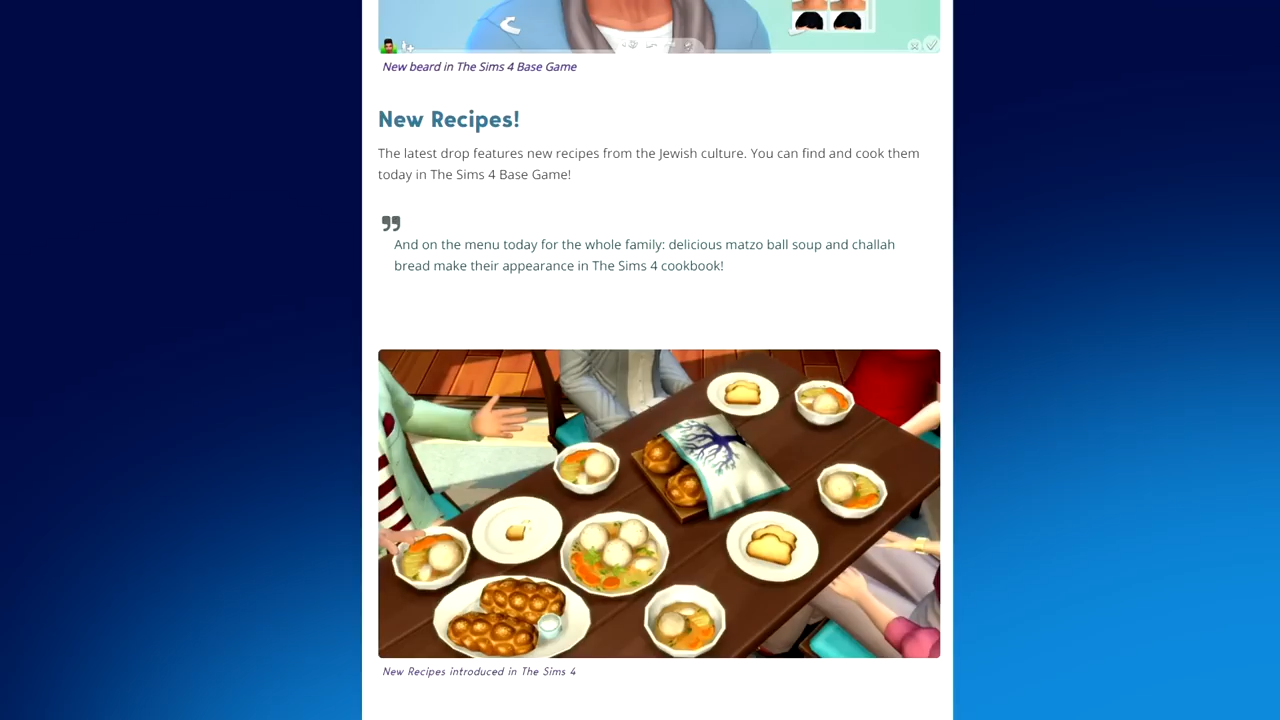 New beard in The Sims 4 Base Game
New Recipes!
The latest drop features new recipes from the Jewish culture. You can find and cook them
today in The Sims 4 Base Game!
And on the menu today for the whole family: delicious matzo ball soup and challah
bread make their appearance in The Sims 4 cookbook!
New Recipes introduced in The Sims 4